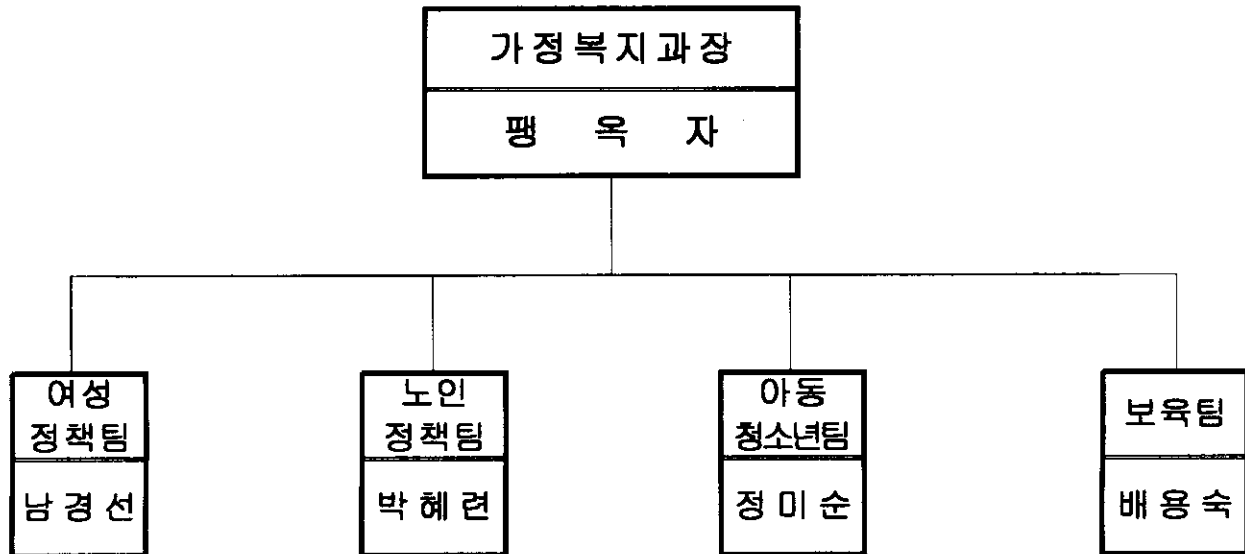 가정복지과장
팽 옥 자
여성
정책팀
남경선
노인
정책팀
박혜련
아동
청소년팀
정미순
보육팀
배용숙